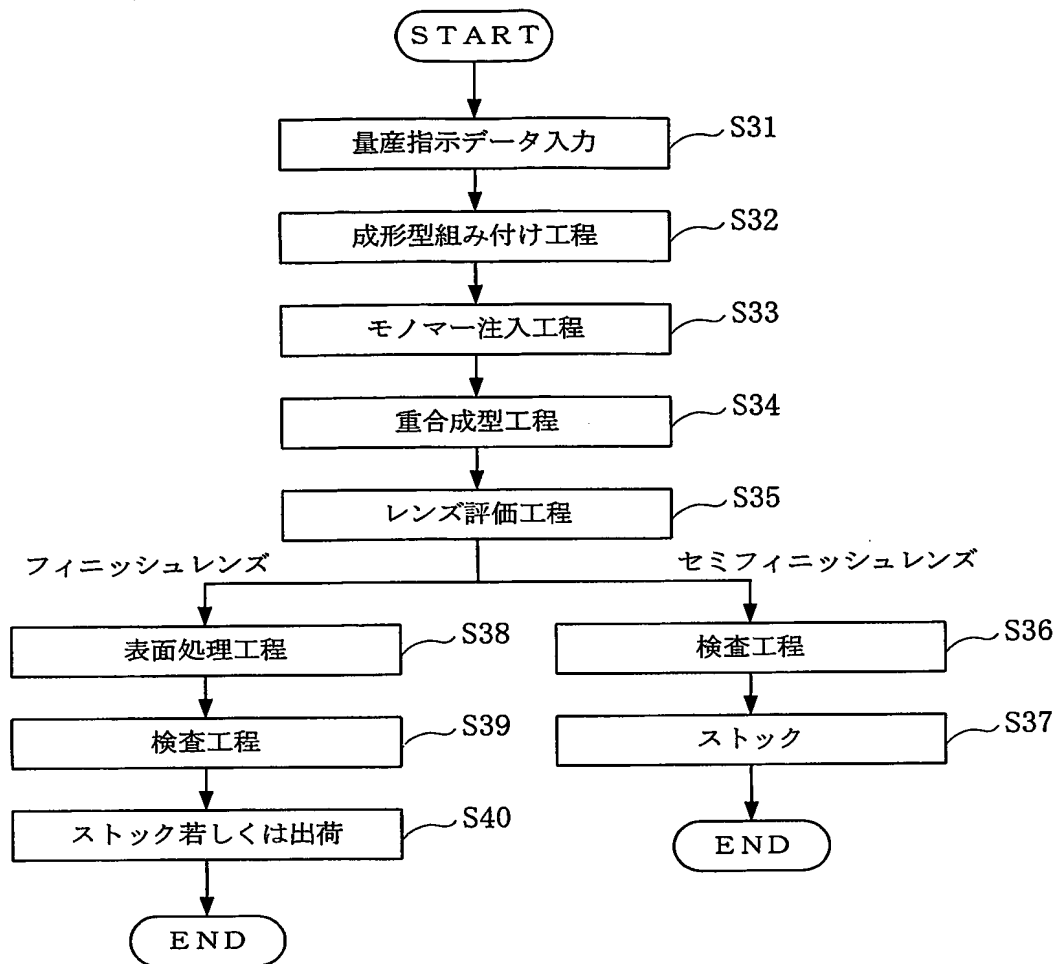 START
量産指示データ入力 S31
成形型組み付け工程 S32
モノマー注入工程 S33
重合成型工程 S34
レンズ評価工程 S35
フィニッシュレンズ
セミフィニッシュレンズ
表面処理工程 S38
検査工程 S36
検査工程 S39
ストック S37
ストック若しくは出荷 S40
END
END